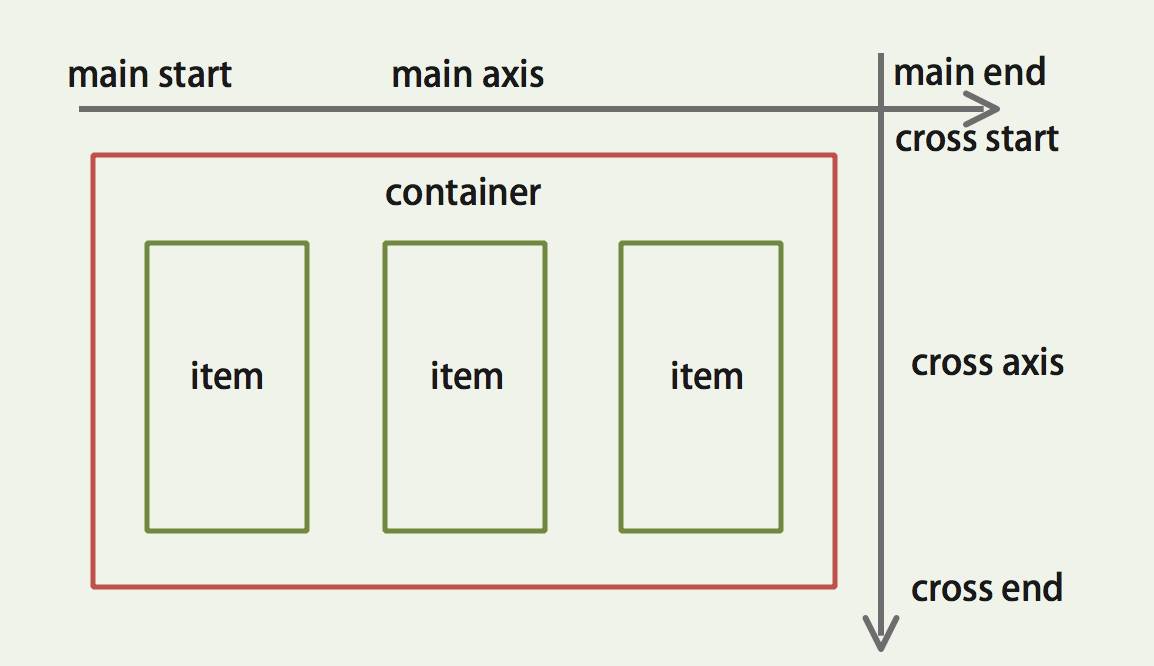 main start
main axis
main end
cross start
container
item
item
item
cross axis
cross end